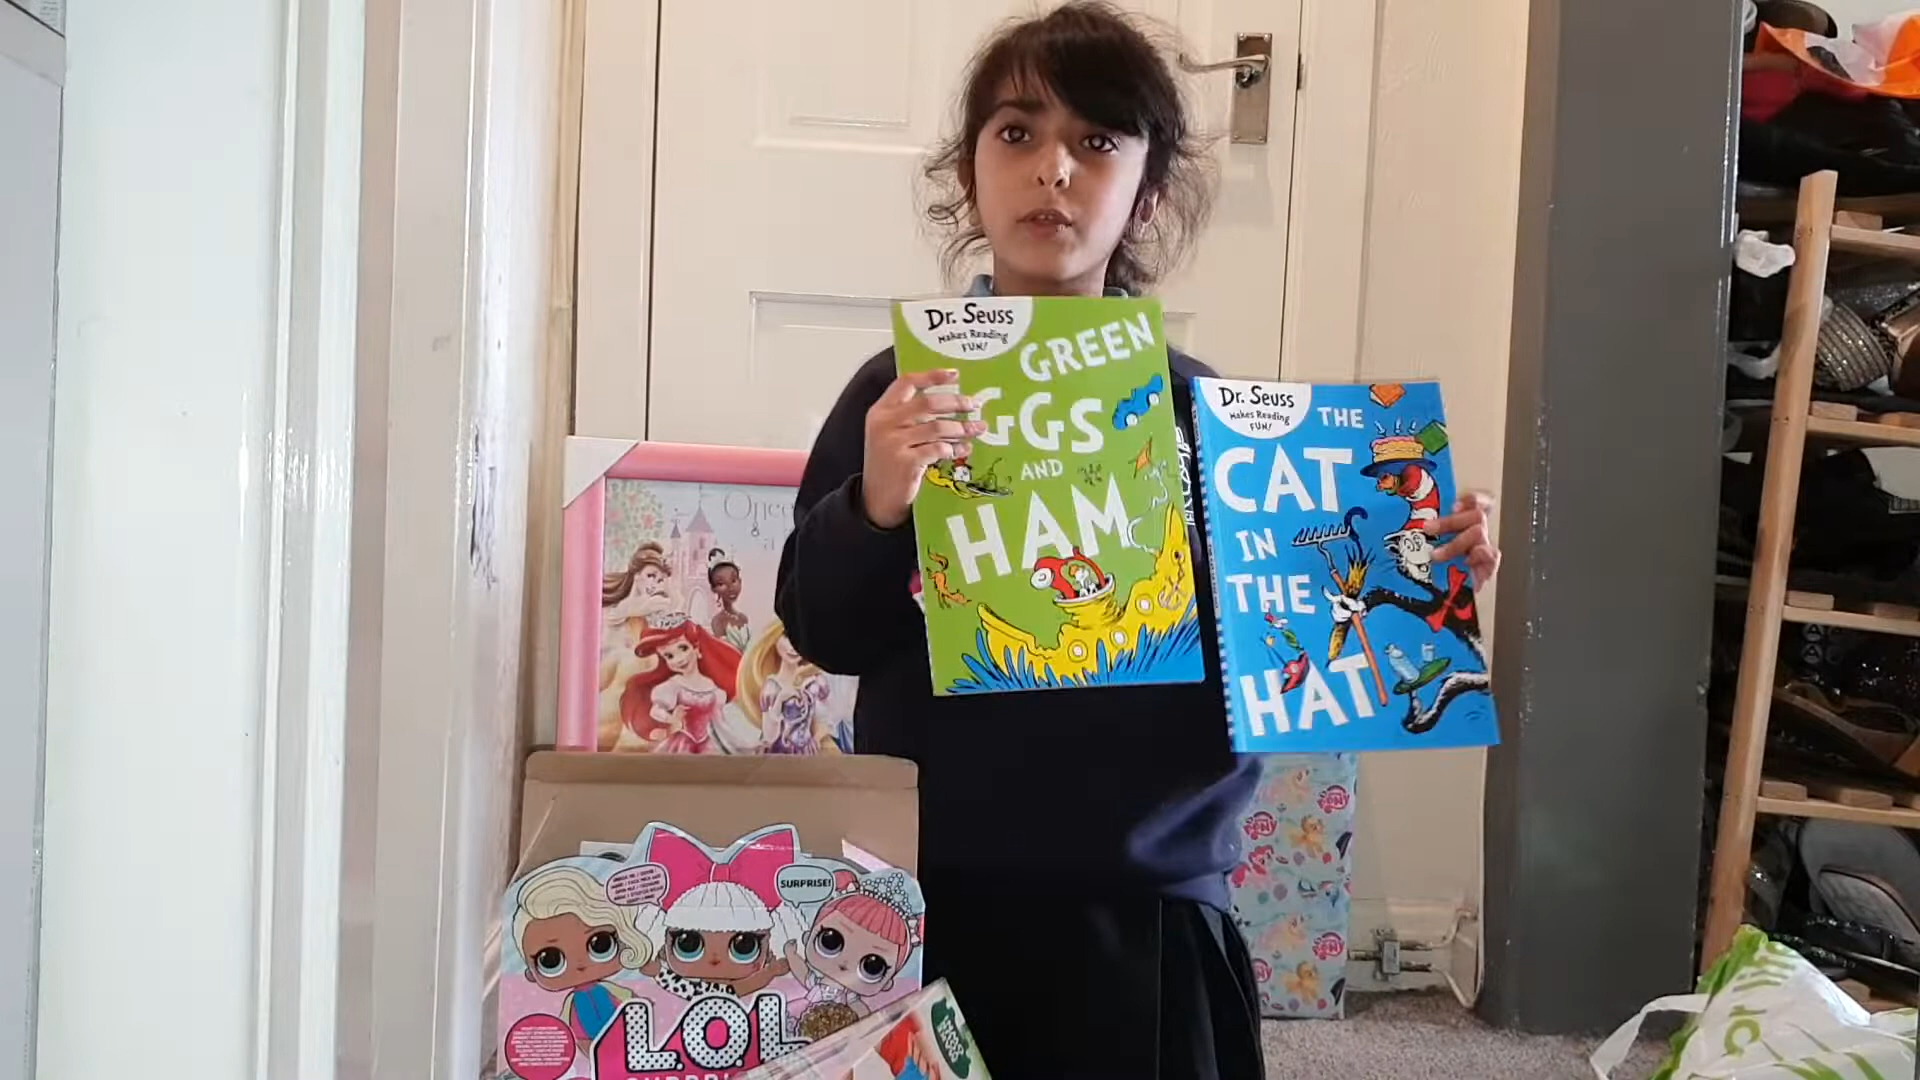 Dr. Seuss
Makes Reading
FUN!
GREEN
GGS
AND
HAM
Dr. Seuss
Makes Reading
FUN!
THE
CAT
IN
THE
HAT
Once
a
SURPRISE!
L.O.L